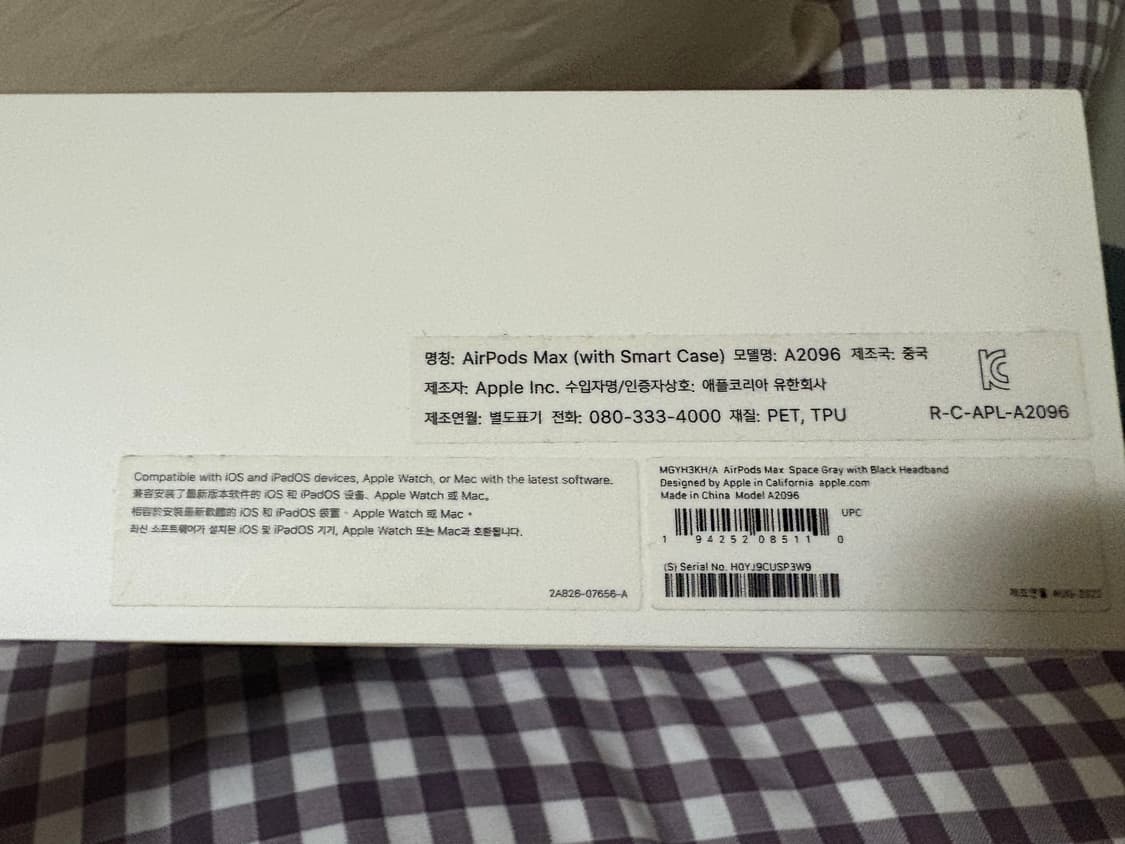 명칭: AirPods Max (with Smart Case) 모델명: A2096 제조국: 중국
제조자: Apple Inc. 수입자명/인증자상호: 애플코리아 유한회사
제조연월: 별도표기 전화: 080-333-4000 재질: PET, TPU
R-C-APL-A2096
Compatible with iOS and iPadOS devices, Apple Watch, or Mac with the latest software.
兼容安装了最新版本软件的 iOS 和 iPadOS 设备、Apple Watch 或 Mac。
相容於安裝最新軟體的 iOS 和 iPadOS 裝置、Apple Watch 或 Mac。
최신 소프트웨어가 설치된 iOS 및 iPadOS 기기, Apple Watch 또는 Mac과 호환됩니다.
2A826-07656-A
MGYH3KH/A AirPods Max Space Gray with Black Headband
Designed by Apple in California apple.com
Made in China Model A2096
UPC
1 94252 08511 0
(S) Serial No. H0YJ9CUSP3W9
제조연월